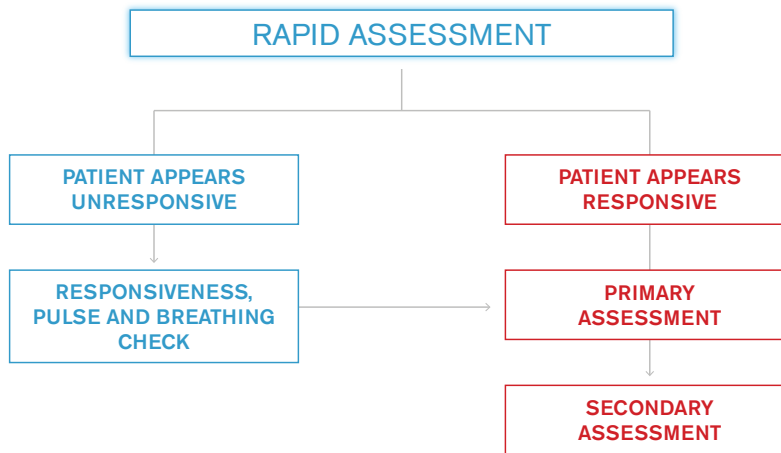 RAPID ASSESSMENT
PATIENT APPEARS
UNRESPONSIVE
PATIENT APPEARS
RESPONSIVE
RESPONSIVENESS,
PULSE AND BREATHING
CHECK
PRIMARY
ASSESSMENT
SECONDARY
ASSESSMENT